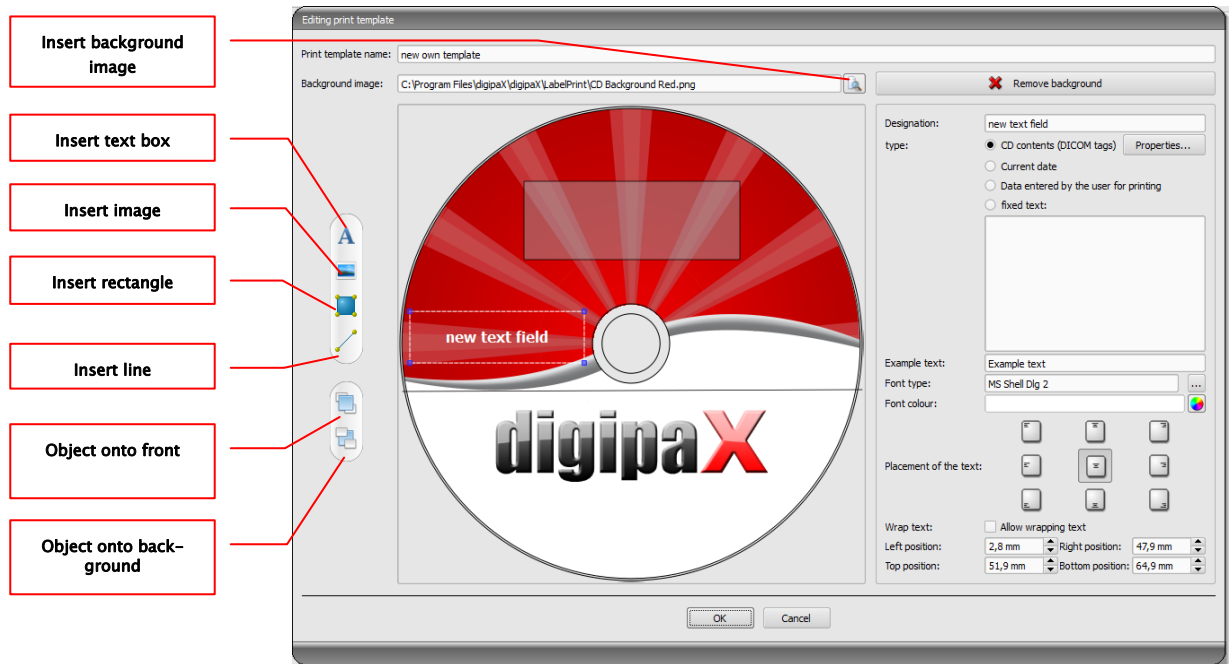 Insert background
image
Insert text box
Insert image
Insert rectangle
Insert line
Object onto front
Object onto back-
ground
Editing print template
Print template name: new own template
Background image: C:\Program Files\digipaX\digipaX\LabelPrint\CD Background Red.png
Remove background
A
new text field
digipaX
Designation: new text field
type: CD contents (DICOM tags) Properties...
Current date
Data entered by the user for printing
fixed text:
Example text: Example text
Font type: MS Shell Dlg 2 ...
Font colour:
Placement of the text:
Wrap text: Allow wrapping text
Left position: 2,8 mm Right position: 47,9 mm
Top position: 51,9 mm Bottom position: 64,9 mm
OK Cancel